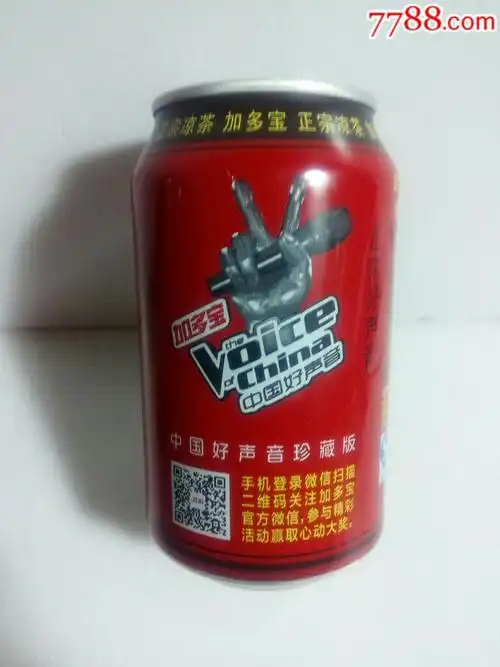 7788.com
宗凉茶 加多宝 正宗凉茶
加多宝
the
Voice
of China
中国好声音
中国好声音珍藏版
手机登录微信扫描
二维码关注加多宝
官方微信,参与精彩
活动赢取心动大奖。